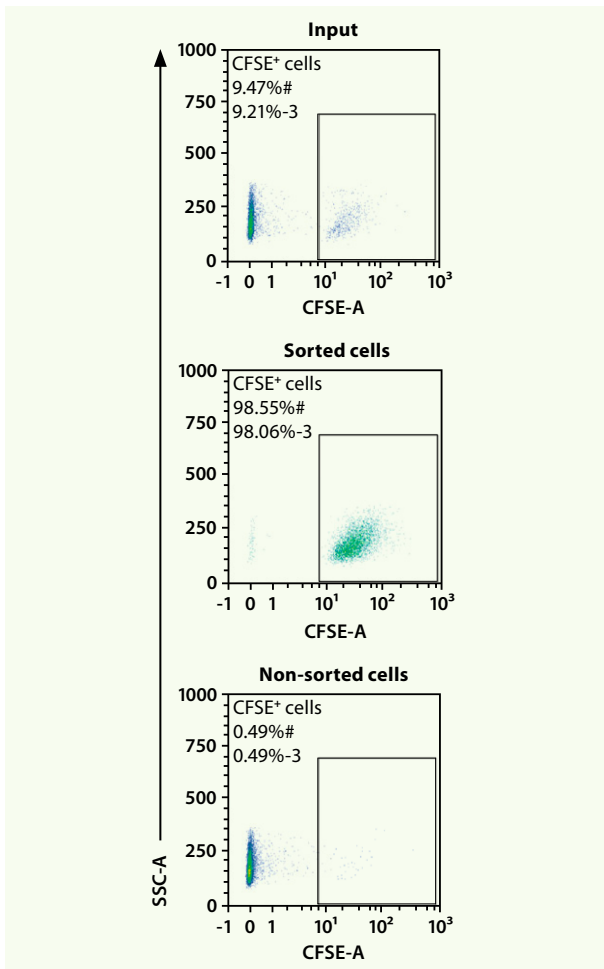 Input
1000
CFSE⁺ cells
9.47%#
750
9.21%-3
500
250
0
-1 0 1 10¹ 10² 10³
CFSE-A
Sorted cells
1000
CFSE⁺ cells
98.55%#
750
98.06%-3
500
250
0
-1 0 1 10¹ 10² 10³
CFSE-A
Non-sorted cells
1000
CFSE⁺ cells
0.49%#
750
0.49%-3
500
250
0
-1 0 1 10¹ 10² 10³
CFSE-A
SSC-A